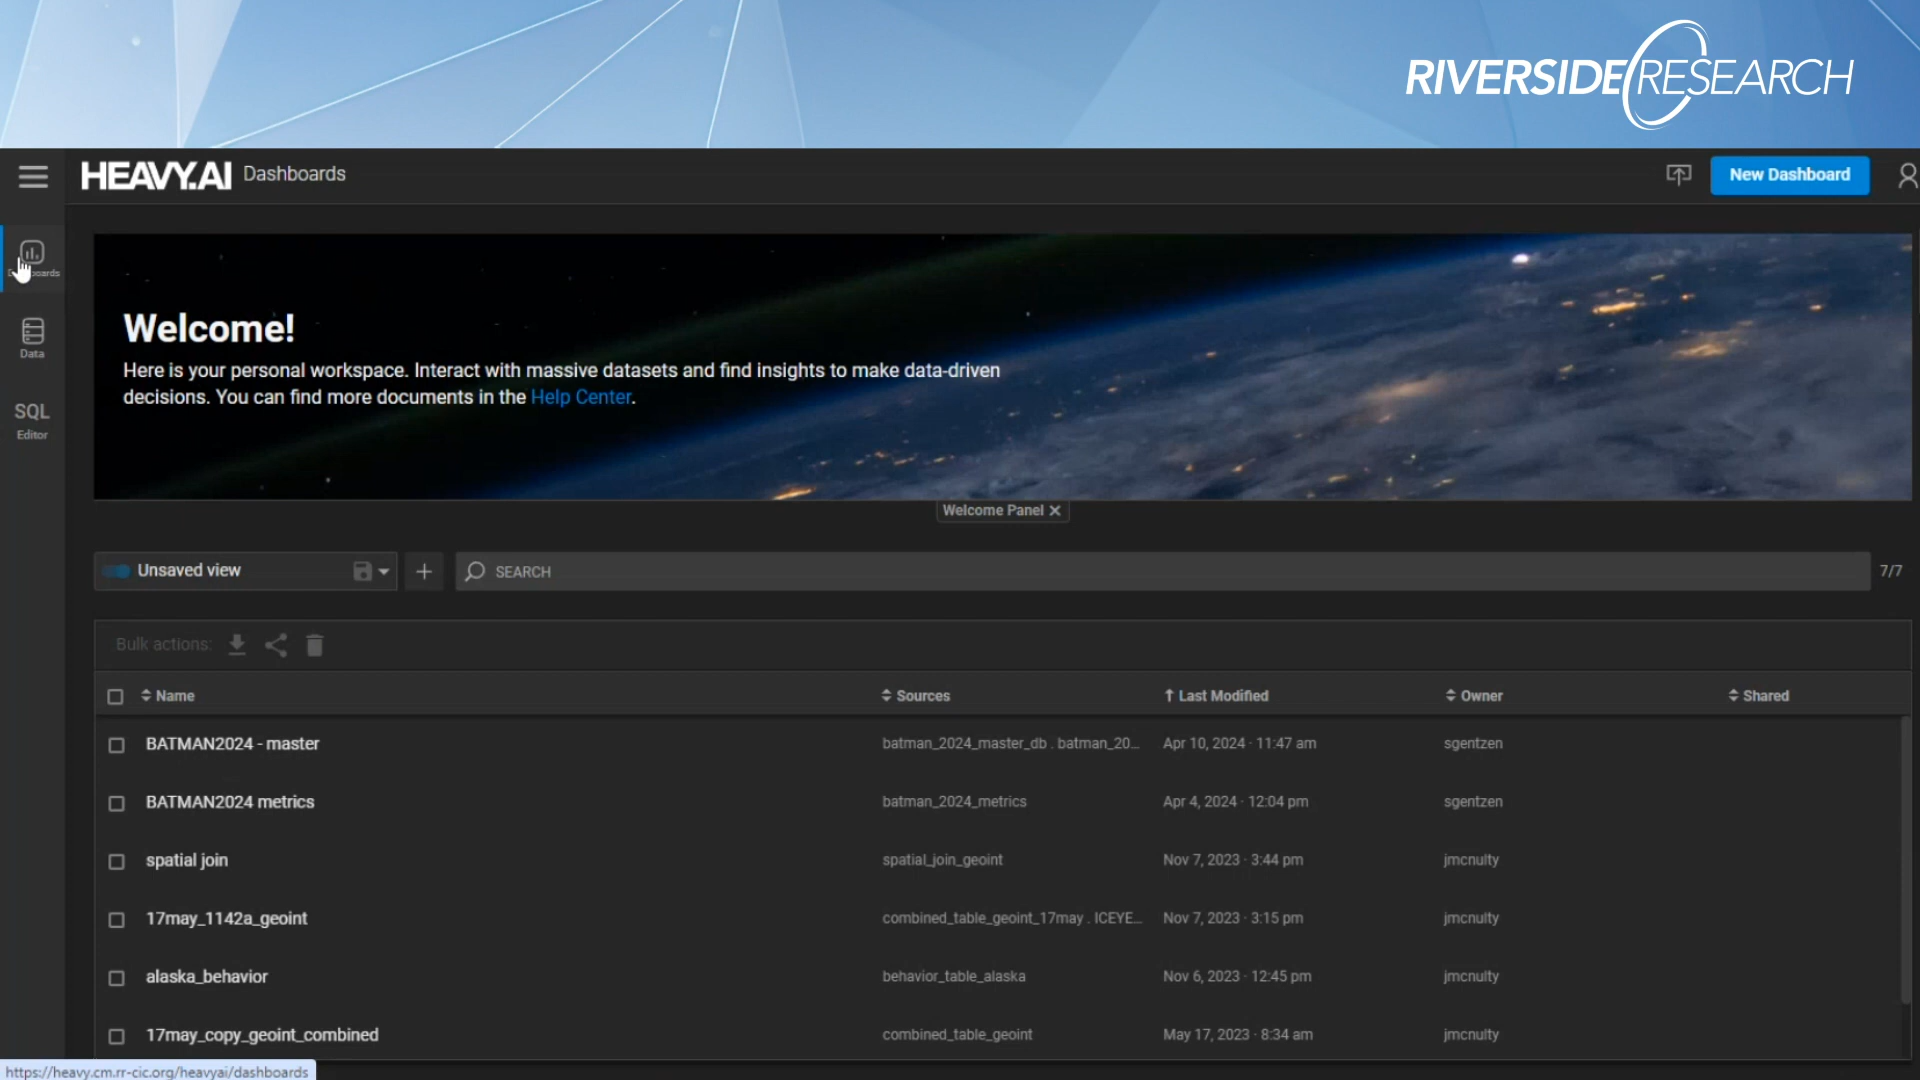 RIVERSIDE RESEARCH
HEAVY.AI Dashboards
New Dashboard
Welcome!
Here is your personal workspace. Interact with massive datasets and find insights to make data-driven
decisions. You can find more documents in the Help Center.
Data
SQL
Editor
Welcome Panel
Unsaved view
SEARCH
7/7
Bulk actions:
Name Sources Last Modified Owner Shared
BATMAN2024 - master batman_2024_master_db . batman_20... Apr 10, 2024 · 11:47 am sgentzen
BATMAN2024 metrics batman_2024_metrics Apr 4, 2024 · 12:04 pm sgentzen
spatial join spatial_join_geoint Nov 7, 2023 · 3:44 pm jmcnulty
17may_1142a_geoint combined_table_geoint_17may . ICEYE... Nov 7, 2023 · 3:15 pm jmcnulty
alaska_behavior behavior_table_alaska Nov 6, 2023 · 12:45 pm jmcnulty
17may_copy_geoint_combined combined_table_geoint May 17, 2023 · 8:34 am jmcnulty
https://heavy.cm.rr-cic.org/heavyai/dashboards